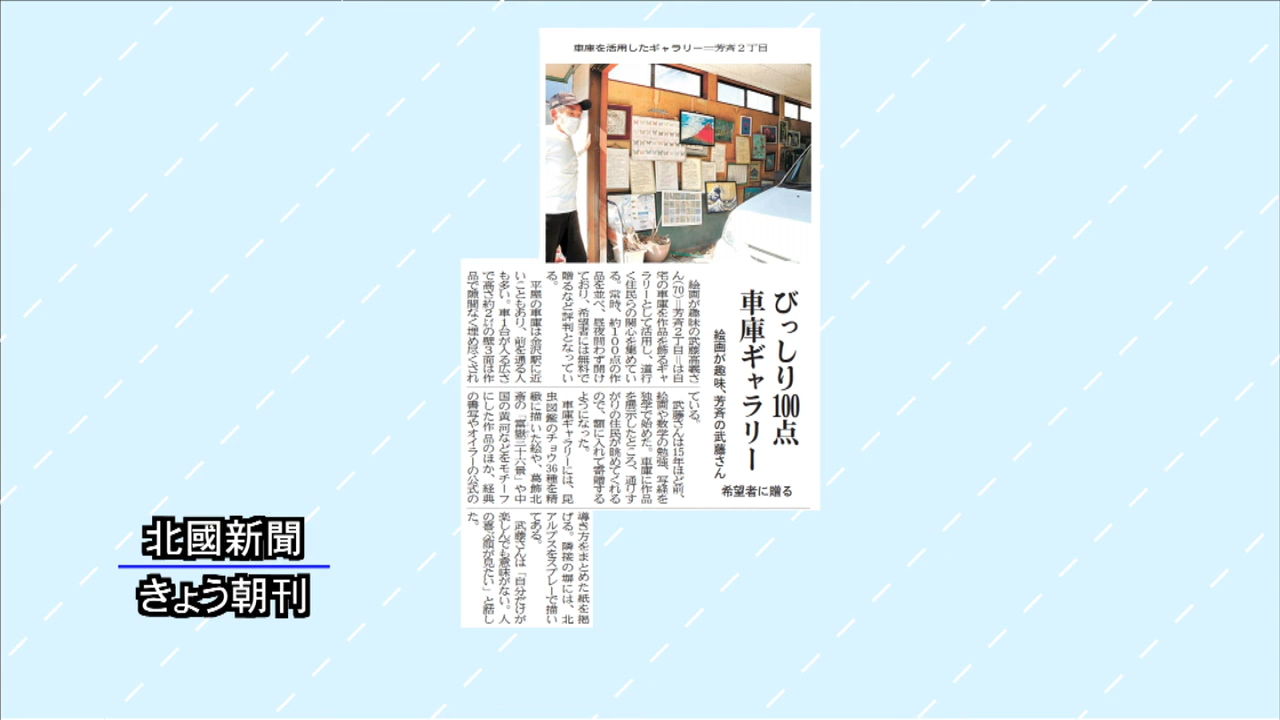 車庫を活用したギャラリー＝芳斉２丁目
びっしり100点
車庫ギャラリー
絵画が趣味、芳斉の武藤さん
希望者に贈る
絵画が趣味の武藤高義さ
ん(70)＝芳斉２丁目＝は自
宅の車庫を作品を飾るギャ
ラリーとして活用し、道行
く住民らの関心を集めてい
る。常時、約１００点の作
品を並べ、昼夜問わず開け
ており、希望者には無料で
贈るなど評判となってい
る。
平屋の車庫は金沢駅に近
いこともあり、前を通る人
も多い。車１台が入る広さ
で高さ約２㍍の壁３面は作
品で隙間なく埋め尽くされ
ている。
武藤さんは15年ほど前、
絵画や数学の勉強、写経を
独学で始めた。車庫に作品
を展示したところ、通りす
がりの住民が眺めてくれる
ので、額に入れて寄贈する
ようになった。
車庫ギャラリーには、昆
虫図鑑のチョウ36種を精
緻に描いた絵や、葛飾北
斎の「富嶽三十六景」や中
国の黄河などをモチーフ
にした作品のほか、経典
の書写やオイラーの公式の
導き方をまとめた紙を掲
げる。隣接の塀には、北
アルプスをスプレーで描い
てある。
武藤さんは「自分だけが
楽しんでも意味がない。人
の喜ぶ顔が見たい」と話し
た。
北國新聞
きょう朝刊